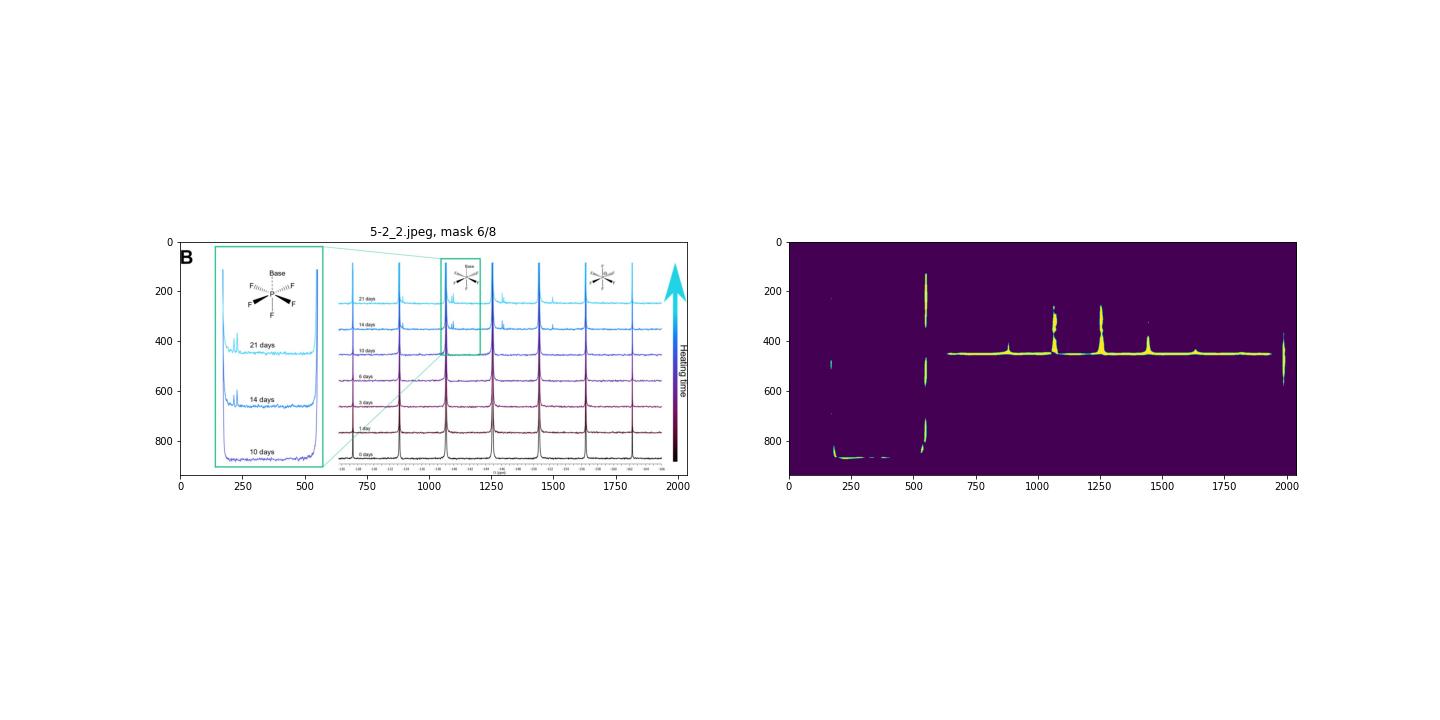 5-2_2.jpeg, mask 6/8
B
Base
F F
P
F F
F
21 days
14 days
10 days
Base
21 days
14 days
10 days
6 days
3 days
1 day
0 days
Heating time
0
200
400
600
800
0 250 500 750 1000 1250 1500 1750 2000
0
200
400
600
800
0 250 500 750 1000 1250 1500 1750 2000